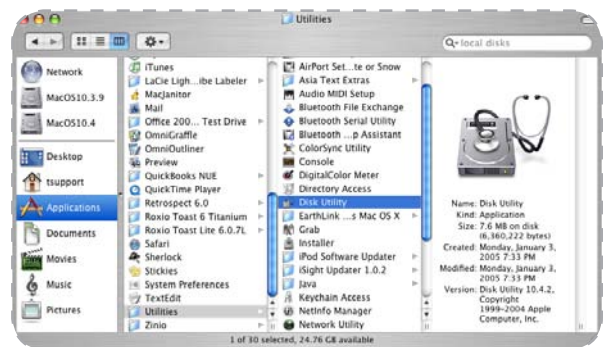 Utilities
local disks
Network
MacOS10.3.9
MacOS10.4
Desktop
tsupport
Applications
Documents
Movies
Music
Pictures
iTunes
LaCie Ligh...ibe Labeler
MacJanitor
Mail
Office 200... Test Drive
OmniGraffle
OmniOutliner
Preview
QuickBooks NUE
QuickTime Player
Retrospect 6.0
Roxio Toast 6 Titanium
Roxio Toast Lite 6.0.7L
Safari
Sherlock
Stickies
System Preferences
TextEdit
Utilities
Zinio
AirPort Set...te or Snow
Asia Text Extras
Audio MIDI Setup
Bluetooth File Exchange
Bluetooth Serial Utility
Bluetooth ...p Assistant
ColorSync Utility
Console
DigitalColor Meter
Directory Access
Disk Utility
EarthLink ...s Mac OS X
Grab
Installer
iPod Software Updater
iSight Updater 1.0.2
Java
Keychain Access
NetInfo Manager
Network Utility
Name: Disk Utility
Kind: Application
Size: 7.6 MB on disk
(6,360,222 bytes)
Created: Monday, January 3,
2005 7:33 PM
Modified: Monday, January 3,
2005 7:33 PM
Version: Disk Utility 10.4.2,
Copyright
1999-2004 Apple
Computer, Inc.
1 of 30 selected, 24.76 GB available